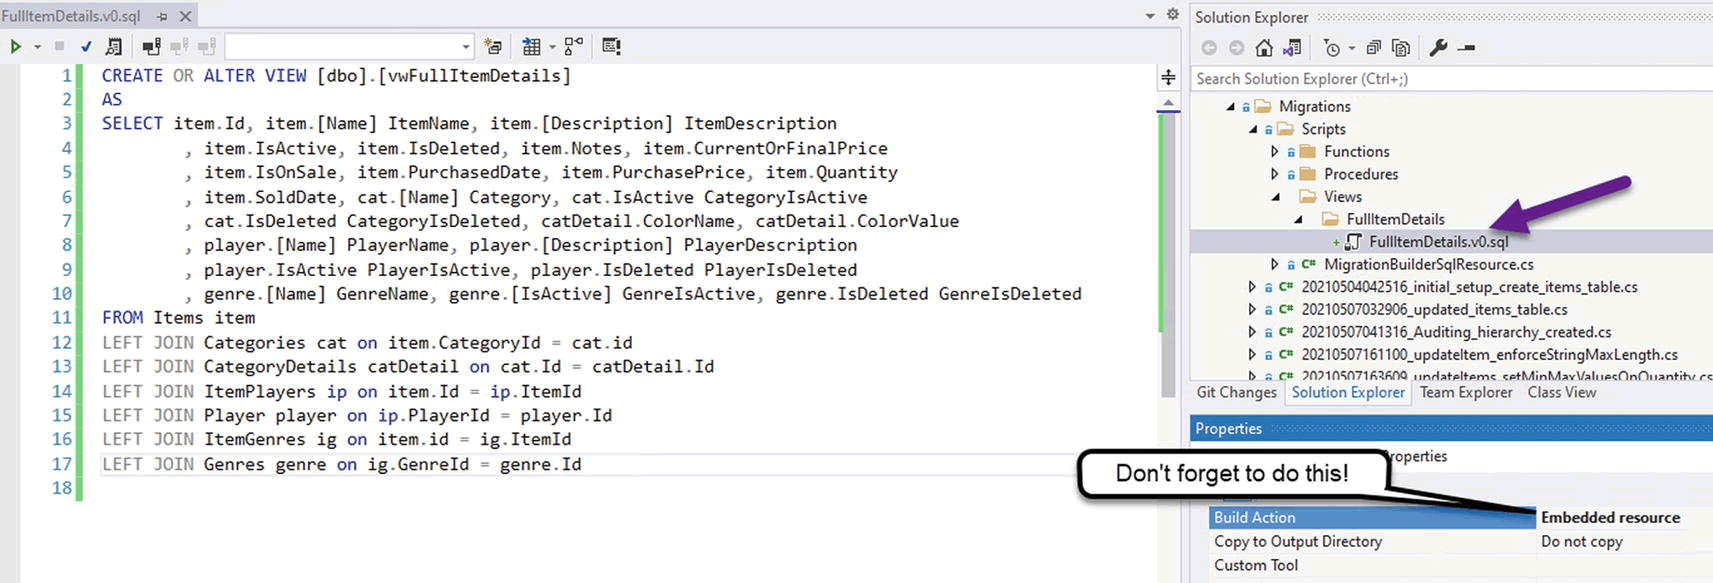 FullItemDetails.v0.sql
1 CREATE OR ALTER VIEW [dbo].[vwFullItemDetails]
2 AS
3 SELECT item.Id, item.[Name] ItemName, item.[Description] ItemDescription
4 , item.IsActive, item.IsDeleted, item.Notes, item.CurrentOrFinalPrice
5 , item.IsOnSale, item.PurchasedDate, item.PurchasePrice, item.Quantity
6 , item.SoldDate, cat.[Name] Category, cat.IsActive CategoryIsActive
7 , cat.IsDeleted CategoryIsDeleted, catDetail.ColorName, catDetail.ColorValue
8 , player.[Name] PlayerName, player.[Description] PlayerDescription
9 , player.IsActive PlayerIsActive, player.IsDeleted PlayerIsDeleted
10 , genre.[Name] GenreName, genre.[IsActive] GenreIsActive, genre.IsDeleted GenreIsDeleted
11 FROM Items item
12 LEFT JOIN Categories cat on item.CategoryId = cat.id
13 LEFT JOIN CategoryDetails catDetail on cat.Id = catDetail.Id
14 LEFT JOIN ItemPlayers ip on item.Id = ip.ItemId
15 LEFT JOIN Player player on ip.PlayerId = player.Id
16 LEFT JOIN ItemGenres ig on item.id = ig.ItemId
17 LEFT JOIN Genres genre on ig.GenreId = genre.Id
18
Solution Explorer
Search Solution Explorer (Ctrl+;)
Migrations
Scripts
Functions
Procedures
Views
FullItemDetails
FullItemDetails.v0.sql
C# MigrationBuilderSqlResource.cs
C# 20210504042516_initial_setup_create_items_table.cs
C# 20210507032906_updated_items_table.cs
C# 20210507041316_Auditing_hierarchy_created.cs
C# 20210507161100_updateItem_enforceStringMaxLength.cs
C# 20210507163609_updateItems_setMinMaxValuesOnQuantity.cs
Git Changes Solution Explorer Team Explorer Class View
Properties
Don't forget to do this!
Build Action Embedded resource
Copy to Output Directory Do not copy
Custom Tool